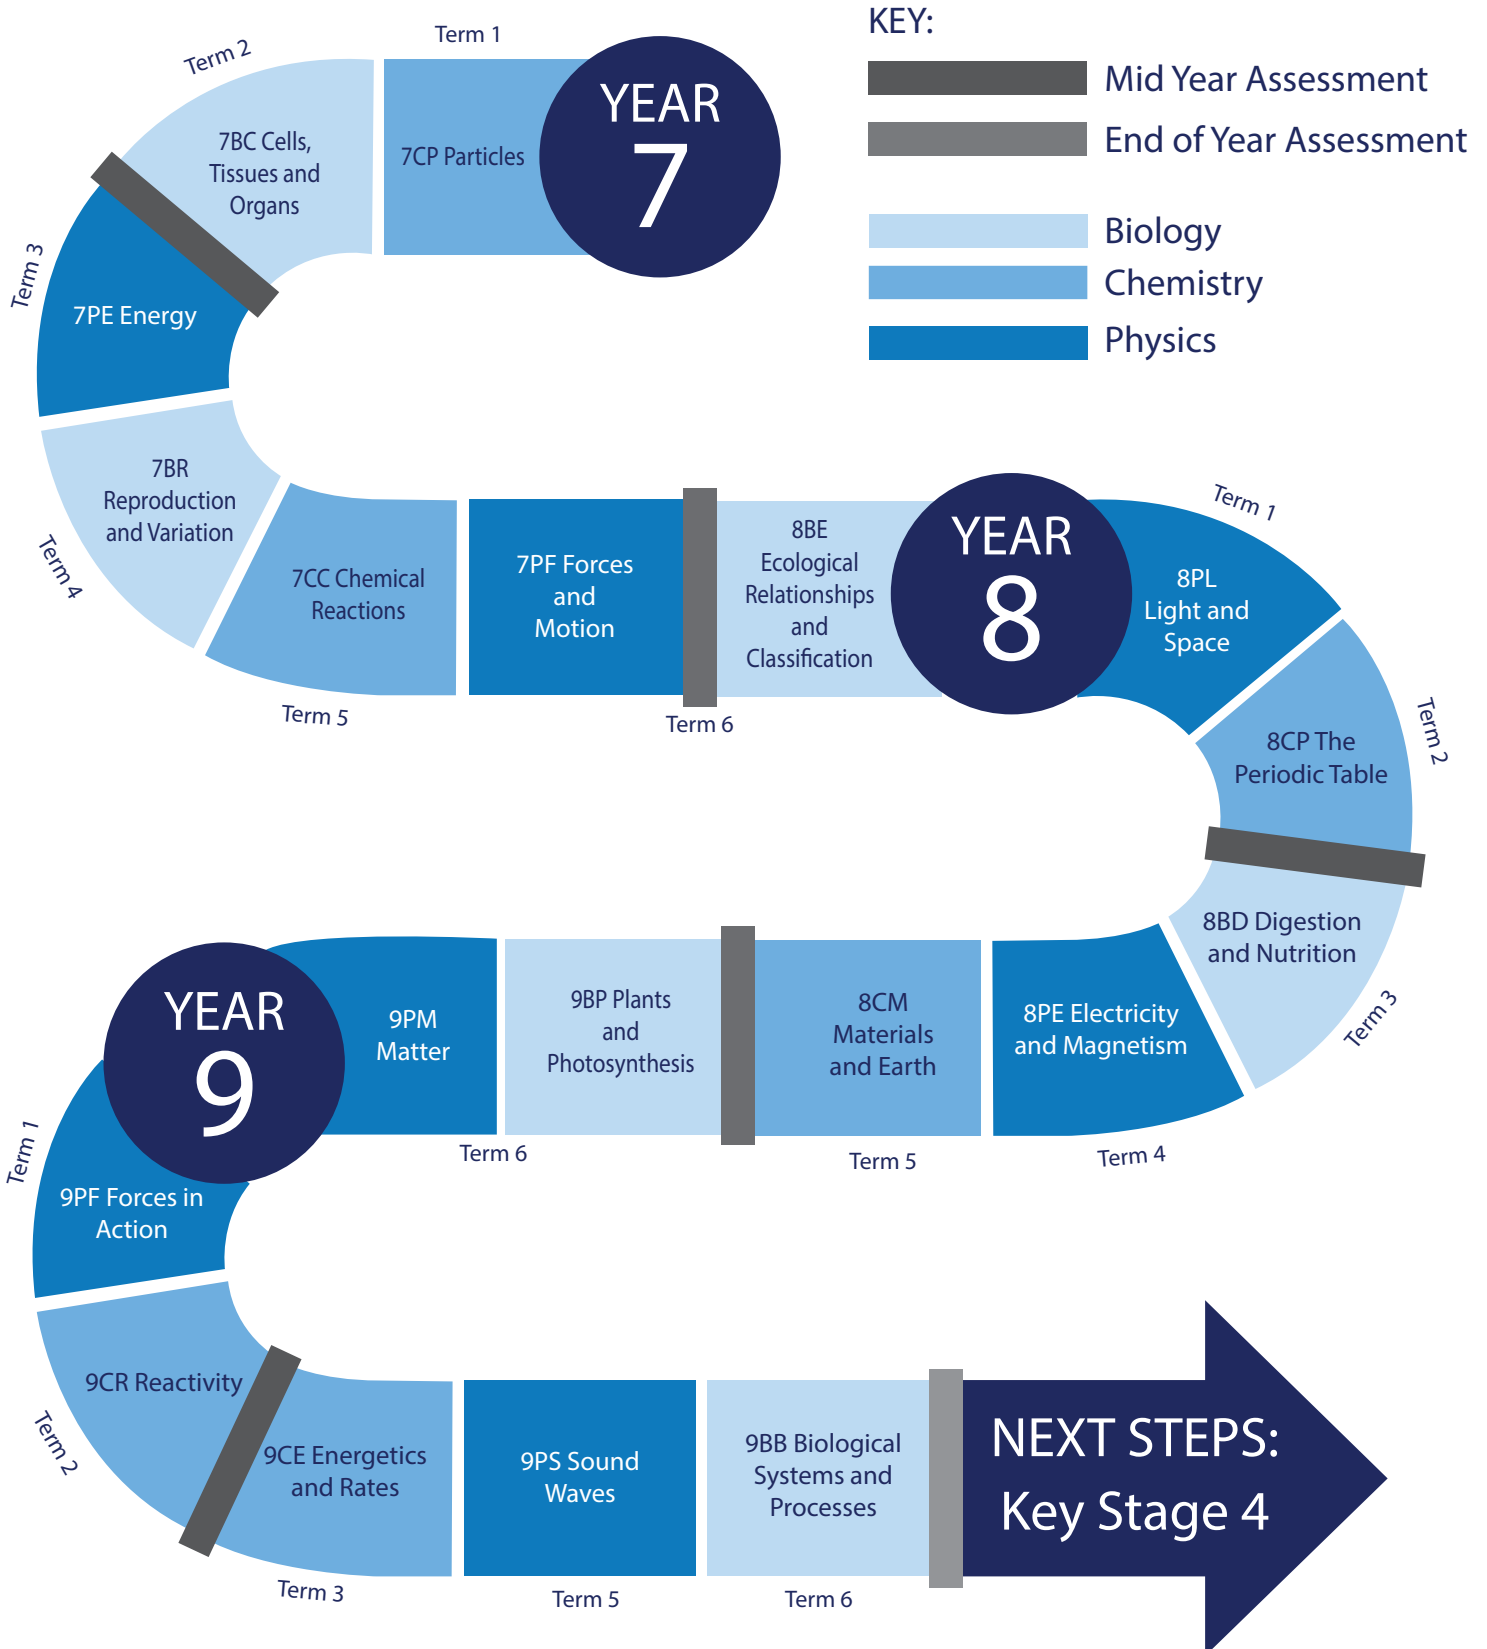 KEY:
Mid Year Assessment
End of Year Assessment
Biology
Chemistry
Physics
YEAR
7
Term 1
7CP Particles
Term 2
7BC Cells,
Tissues and
Organs
Term 3
7PE Energy
Term 4
7BR
Reproduction
and Variation
7CC Chemical
Reactions
Term 5
7PF Forces
and
Motion
Term 6
8BE
Ecological
Relationships
and
Classification
YEAR
8
Term 1
8PL
Light and
Space
Term 2
8CP The
Periodic Table
8BD Digestion
and Nutrition
Term 3
8PE Electricity
and Magnetism
Term 4
8CM
Materials
and Earth
Term 5
9BP Plants
and
Photosynthesis
Term 6
9PM
Matter
YEAR
9
Term 1
9PF Forces in
Action
9CR Reactivity
Term 2
9CE Energetics
and Rates
Term 3
9PS Sound
Waves
Term 5
9BB Biological
Systems and
Processes
Term 6
NEXT STEPS:
Key Stage 4